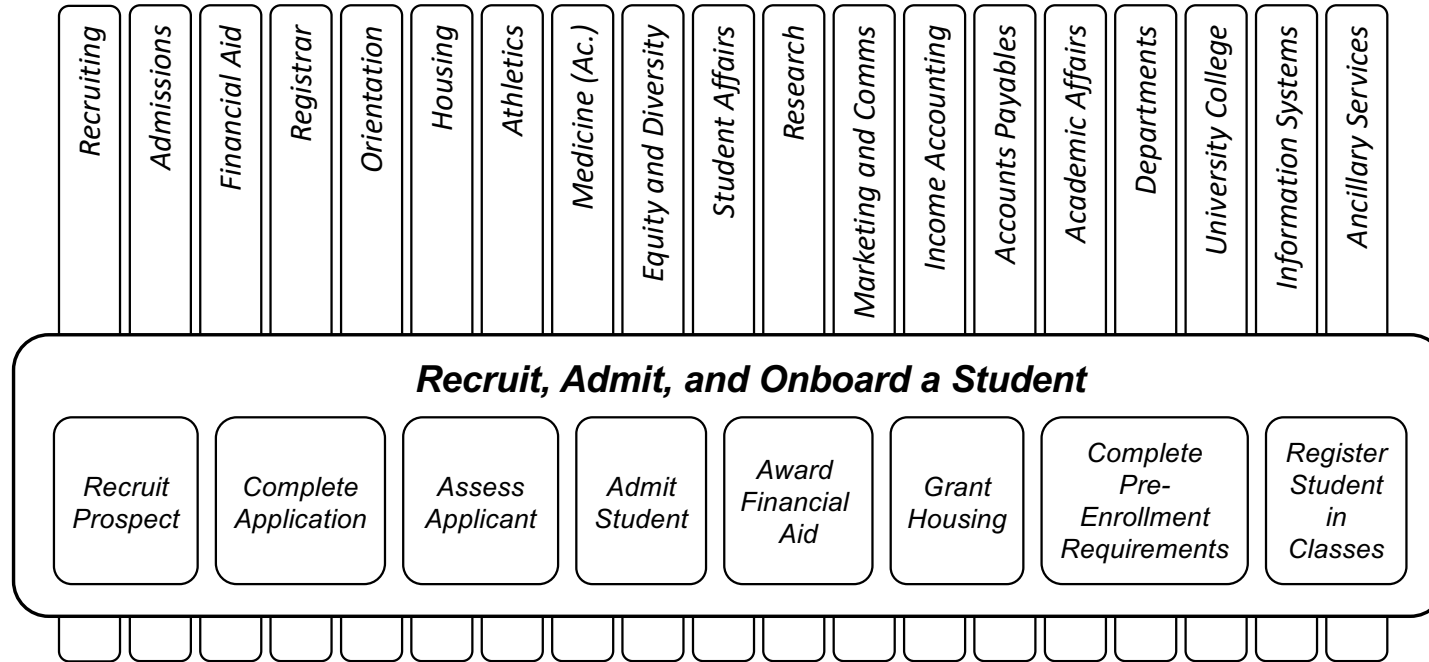 Recruiting
Admissions
Financial Aid
Registrar
Orientation
Housing
Athletics
Medicine (Ac.)
Equity and Diversity
Student Affairs
Research
Marketing and Comms
Income Accounting
Accounts Payables
Academic Affairs
Departments
University College
Information Systems
Ancillary Services
Recruit, Admit, and Onboard a Student
Recruit
Prospect
Complete
Application
Assess
Applicant
Admit
Student
Award
Financial
Aid
Grant
Housing
Complete
Pre-
Enrollment
Requirements
Register
Student
in
Classes